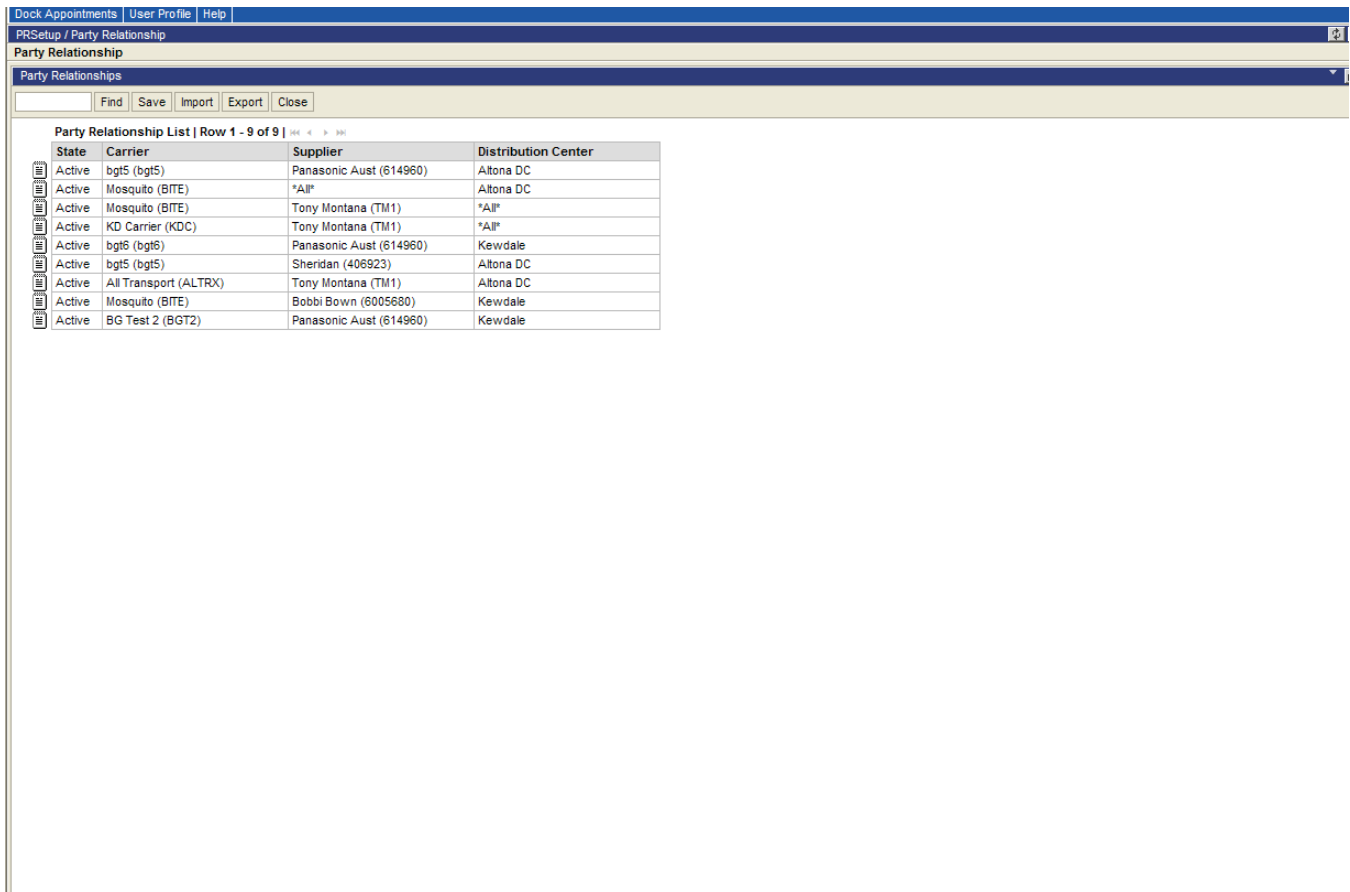 Dock Appointments | User Profile | Help |
PRSetup / Party Relationship
Party Relationship
Party Relationships
Find Save Import Export Close
Party Relationship List | Row 1 - 9 of 9 |
State Carrier Supplier Distribution Center
Active bgt5 (bgt5) Panasonic Aust (614960) Altona DC
Active Mosquito (BITE) *All* Altona DC
Active Mosquito (BITE) Tony Montana (TM1) *All*
Active KD Carrier (KDC) Tony Montana (TM1) *All*
Active bgt6 (bgt6) Panasonic Aust (614960) Kewdale
Active bgt5 (bgt5) Sheridan (406923) Altona DC
Active All Transport (ALTRX) Tony Montana (TM1) Altona DC
Active Mosquito (BITE) Bobbi Bown (6005680) Kewdale
Active BG Test 2 (BGT2) Panasonic Aust (614960) Kewdale